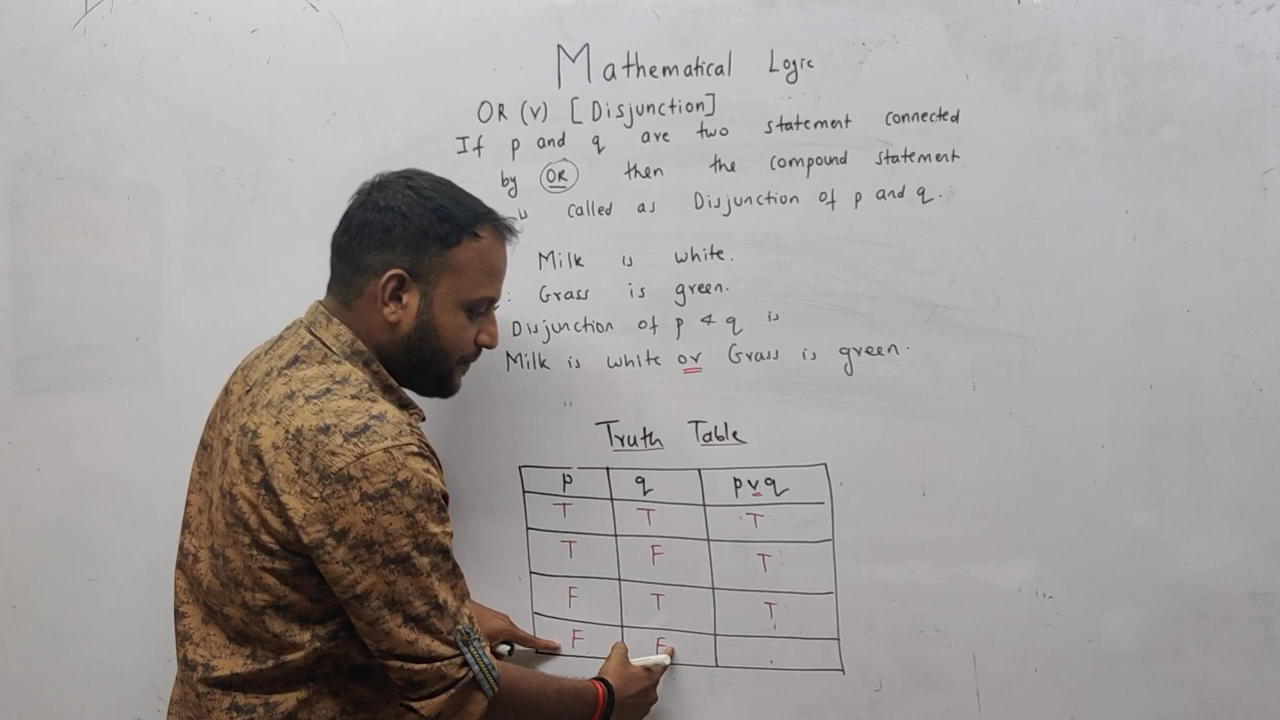 Mathematical Logic
OR (v) [Disjunction]
If p and q are two statement connected
by OR then the compound statement
is called as Disjunction of p and q.
Milk is white.
: Grass is green.
Disjunction of p & q is
Milk is white or Grass is green.
Truth Table
p q p v q
T T T
T F T
F T T
F F